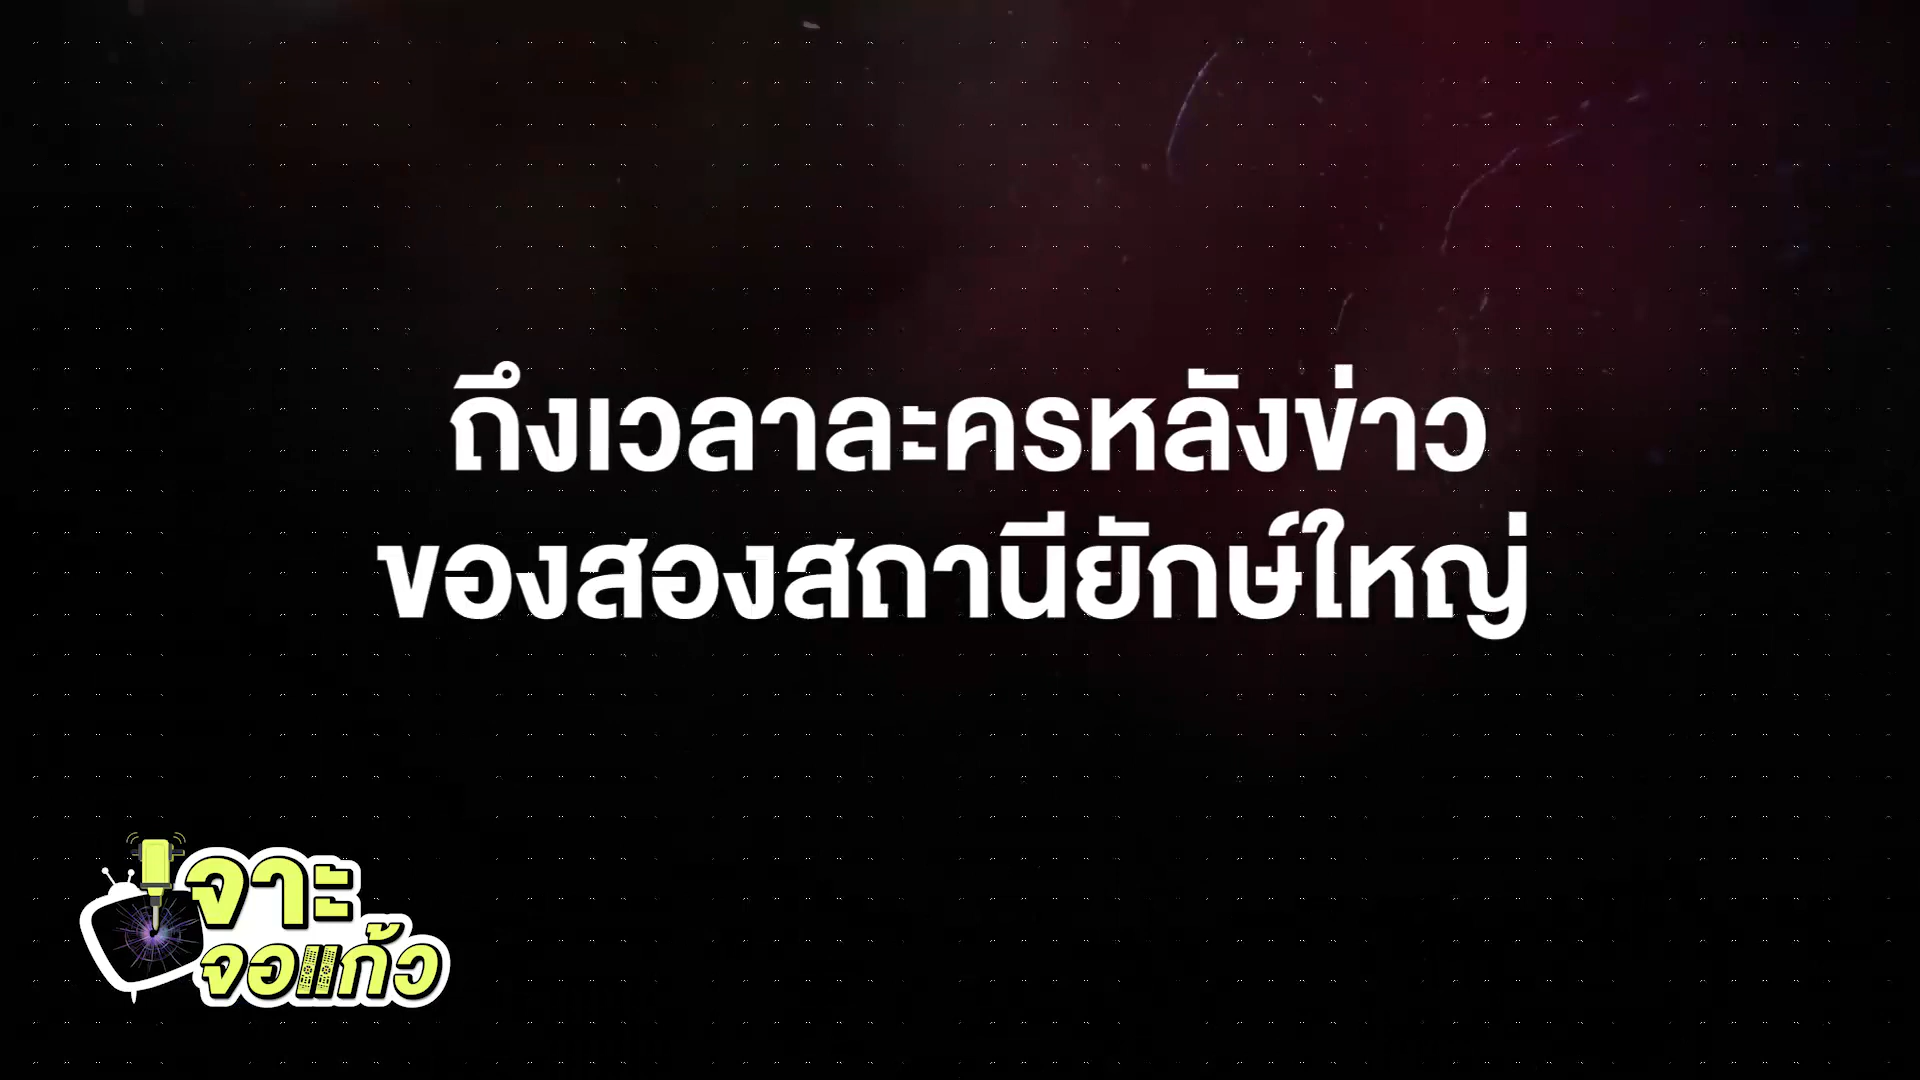 ถึงเวลาละครหลังข่าว
ของสองสถานียักษ์ใหญ่
เจาะ
จอแก้ว